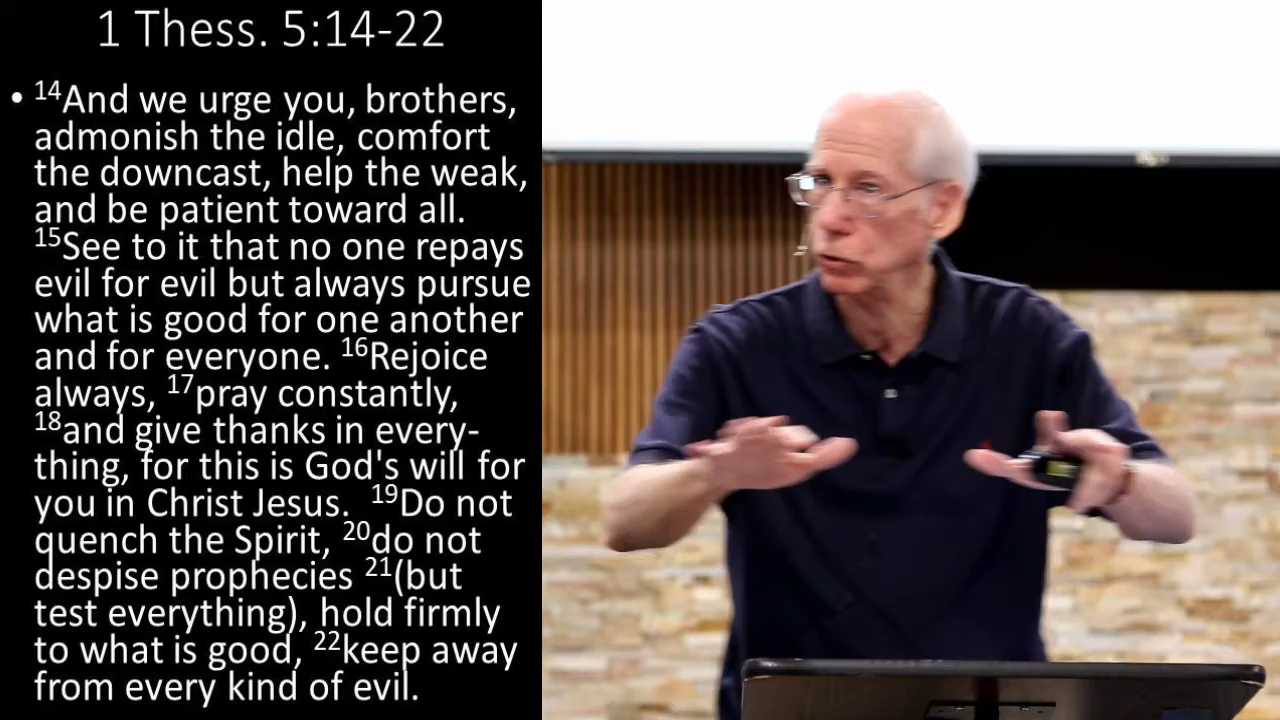 1 Thess. 5:14-22
• ¹⁴And we urge you, brothers,
admonish the idle, comfort
the downcast, help the weak,
and be patient toward all.
¹⁵See to it that no one repays
evil for evil but always pursue
what is good for one another
and for everyone. ¹⁶Rejoice
always, ¹⁷pray constantly,
¹⁸and give thanks in every-
thing, for this is God's will for
you in Christ Jesus. ¹⁹Do not
quench the Spirit, ²⁰do not
despise prophecies ²¹(but
test everything), hold firmly
to what is good, ²²keep away
from every kind of evil.